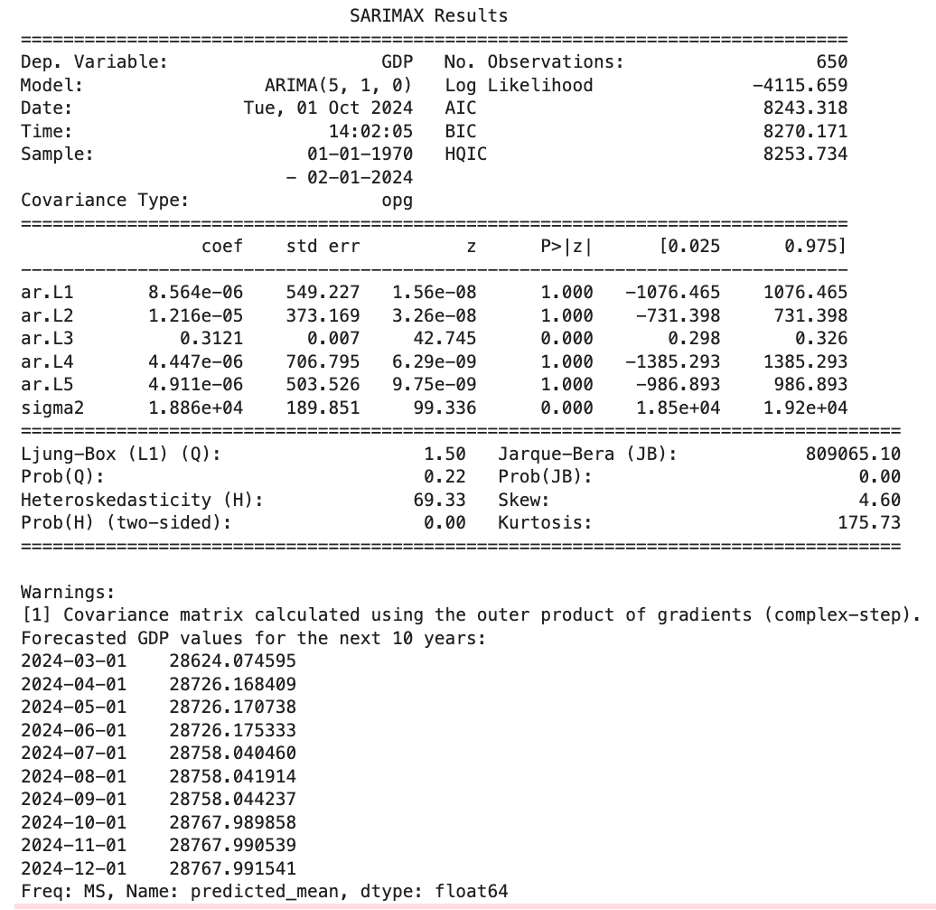 SARIMAX Results
==============================================================================
Dep. Variable: GDP No. Observations: 650
Model: ARIMA(5, 1, 0) Log Likelihood -4115.659
Date: Tue, 01 Oct 2024 AIC 8243.318
Time: 14:02:05 BIC 8270.171
Sample: 01-01-1970 HQIC 8253.734
- 02-01-2024
Covariance Type: opg
==============================================================================
coef std err z P>|z| [0.025 0.975]
------------------------------------------------------------------------------
ar.L1 8.564e-06 549.227 1.56e-08 1.000 -1076.465 1076.465
ar.L2 1.216e-05 373.169 3.26e-08 1.000 -731.398 731.398
ar.L3 0.3121 0.007 42.745 0.000 0.298 0.326
ar.L4 4.447e-06 706.795 6.29e-09 1.000 -1385.293 1385.293
ar.L5 4.911e-06 503.526 9.75e-09 1.000 -986.893 986.893
sigma2 1.886e+04 189.851 99.336 0.000 1.85e+04 1.92e+04
===================================================================================
Ljung-Box (L1) (Q): 1.50 Jarque-Bera (JB): 809065.10
Prob(Q): 0.22 Prob(JB): 0.00
Heteroskedasticity (H): 69.33 Skew: 4.60
Prob(H) (two-sided): 0.00 Kurtosis: 175.73
===================================================================================
Warnings:
[1] Covariance matrix calculated using the outer product of gradients (complex-step).
Forecasted GDP values for the next 10 years:
2024-03-01 28624.074595
2024-04-01 28726.168409
2024-05-01 28726.170738
2024-06-01 28726.175333
2024-07-01 28758.040460
2024-08-01 28758.041914
2024-09-01 28758.044237
2024-10-01 28767.989858
2024-11-01 28767.990539
2024-12-01 28767.991541
Freq: MS, Name: predicted_mean, dtype: float64